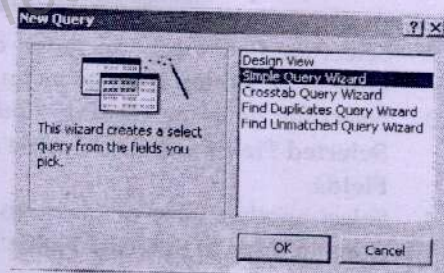 New Query
Design View
Simple Query Wizard
Crosstab Query Wizard
Find Duplicates Query Wizard
Find Unmatched Query Wizard
This wizard creates a select
query from the fields you
pick.
OK
Cancel